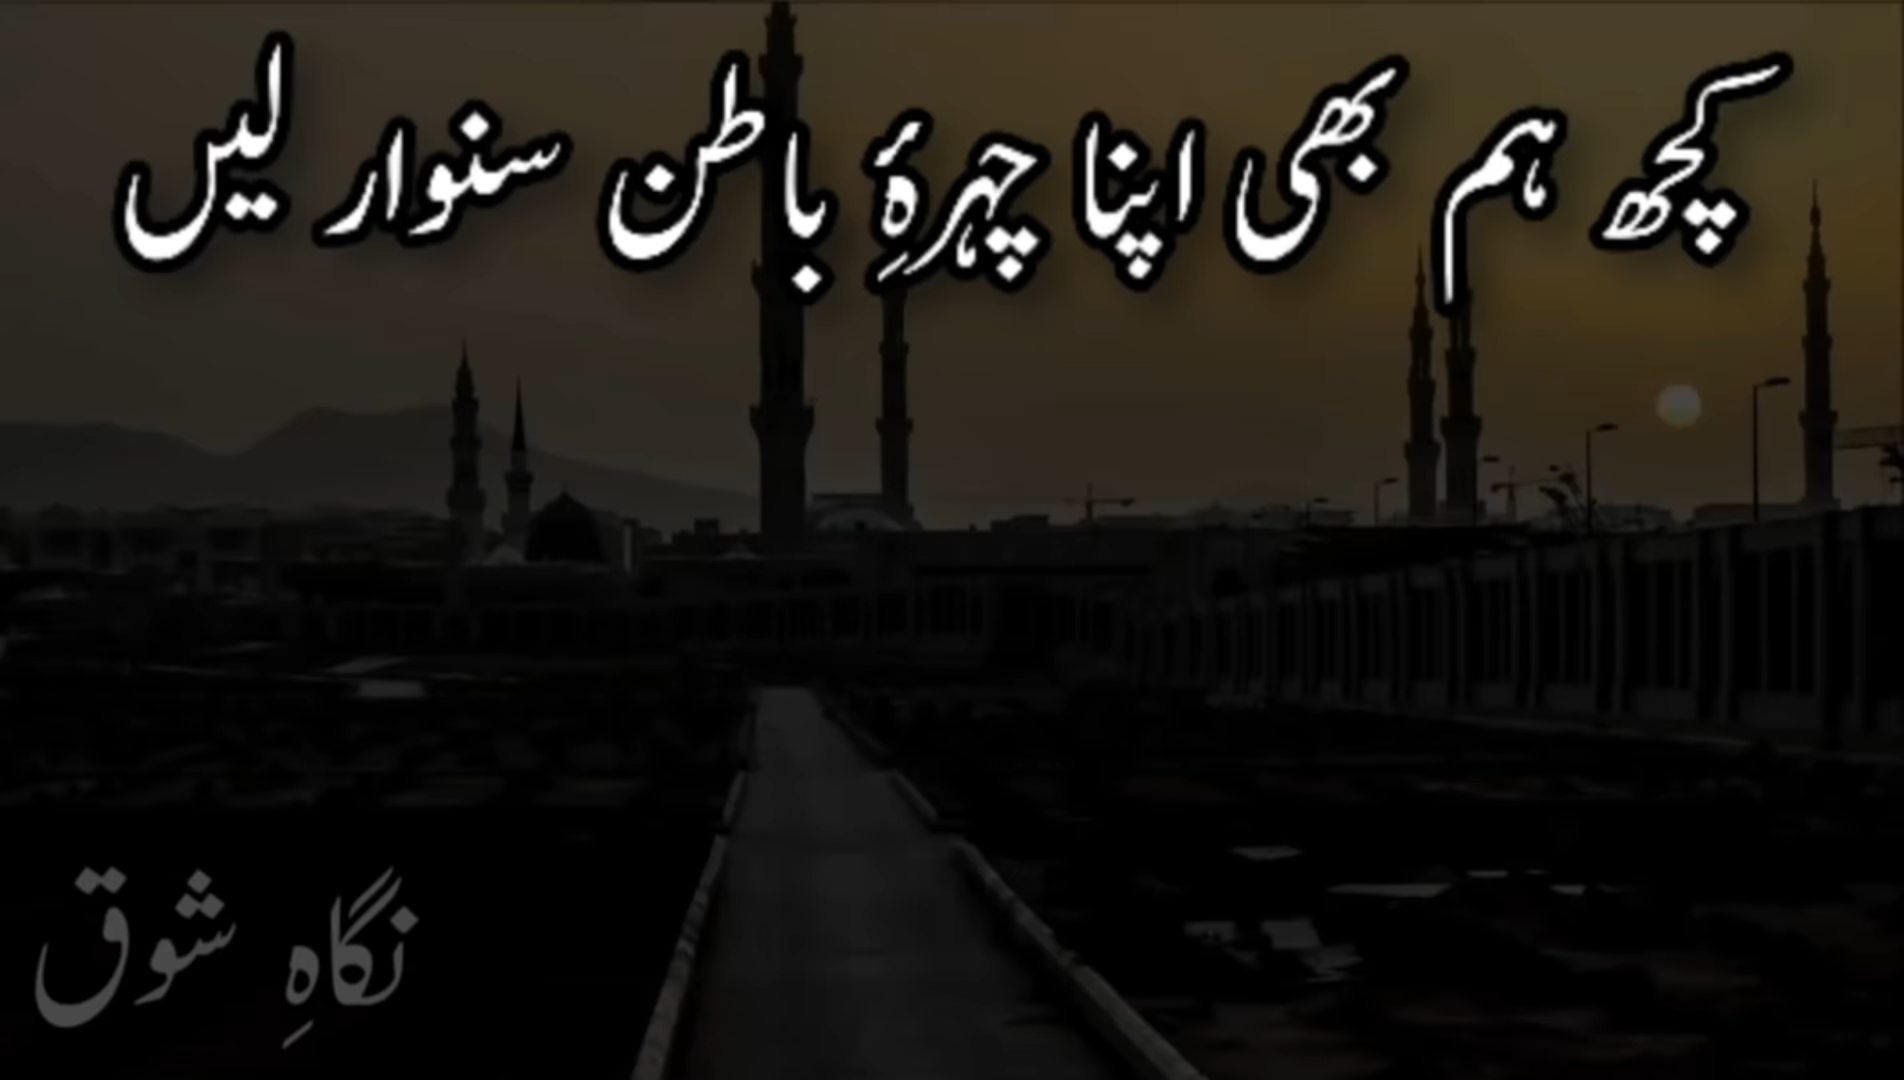 کچھ ہم بھی اپنا چہرۂِ باطن سنوار لیں
نگاہِ شوق